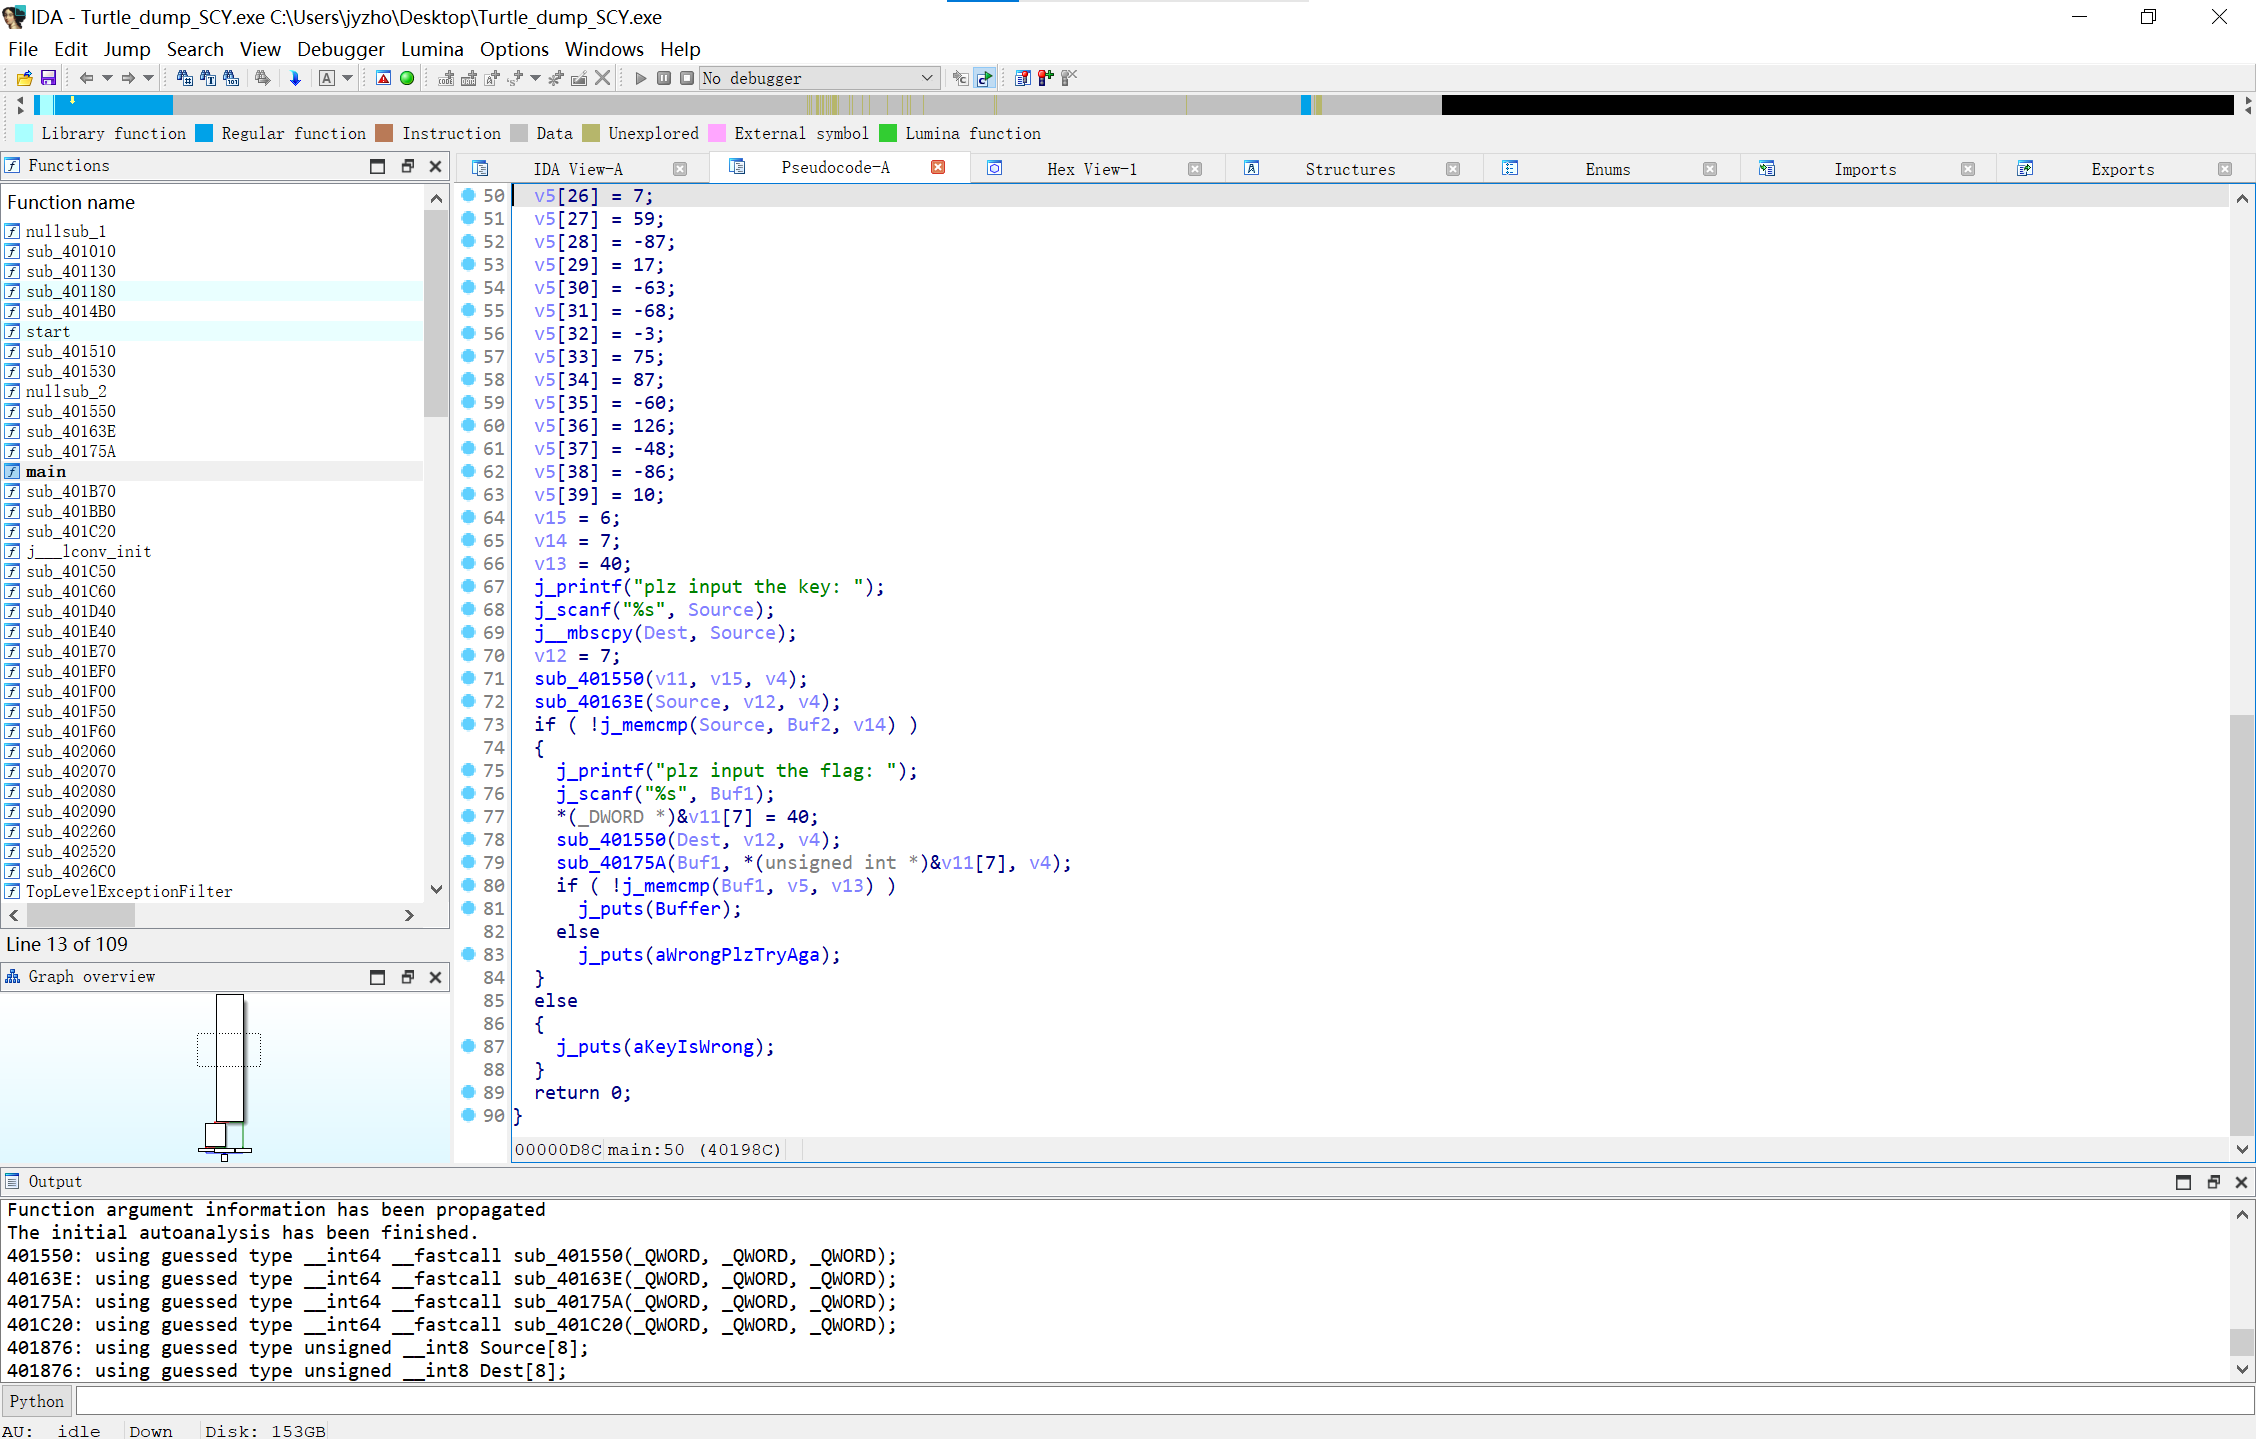 IDA - Turtle_dump_SCY.exe C:\Users\jyzho\Desktop\Turtle_dump_SCY.exe
File Edit Jump Search View Debugger Lumina Options Windows Help
No debugger
Library function Regular function Instruction Data Unexplored External symbol Lumina function
Functions
Function name
nullsub_1
sub_401010
sub_401130
sub_401180
sub_4014B0
start
sub_401510
sub_401530
nullsub_2
sub_401550
sub_40163E
sub_40175A
main
sub_401B70
sub_401BB0
sub_401C20
j___lconv_init
sub_401C50
sub_401C60
sub_401D40
sub_401E40
sub_401E70
sub_401EF0
sub_401F00
sub_401F50
sub_401F60
sub_402060
sub_402070
sub_402080
sub_402090
sub_402260
sub_402520
sub_4026C0
TopLevelExceptionFilter
Line 13 of 109
Graph overview
IDA View-A Pseudocode-A Hex View-1 Structures Enums Imports Exports
50 v5[26] = 7;
51 v5[27] = 59;
52 v5[28] = -87;
53 v5[29] = 17;
54 v5[30] = -63;
55 v5[31] = -68;
56 v5[32] = -3;
57 v5[33] = 75;
58 v5[34] = 87;
59 v5[35] = -60;
60 v5[36] = 126;
61 v5[37] = -48;
62 v5[38] = -86;
63 v5[39] = 10;
64 v15 = 6;
65 v14 = 7;
66 v13 = 40;
67 j_printf("plz input the key: ");
68 j_scanf("%s", Source);
69 j__mbscpy(Dest, Source);
70 v12 = 7;
71 sub_401550(v11, v15, v4);
72 sub_40163E(Source, v12, v4);
73 if ( !j_memcmp(Source, Buf2, v14) )
74 {
75 j_printf("plz input the flag: ");
76 j_scanf("%s", Buf1);
77 *(_DWORD *)&v11[7] = 40;
78 sub_401550(Dest, v12, v4);
79 sub_40175A(Buf1, *(unsigned int *)&v11[7], v4);
80 if ( !j_memcmp(Buf1, v5, v13) )
81 j_puts(Buffer);
82 else
83 j_puts(aWrongPlzTryAga);
84 }
85 else
86 {
87 j_puts(aKeyIsWrong);
88 }
89 return 0;
90 }
00000D8C main:50 (40198C)
Output
Function argument information has been propagated
The initial autoanalysis has been finished.
401550: using guessed type __int64 __fastcall sub_401550(_QWORD, _QWORD, _QWORD);
40163E: using guessed type __int64 __fastcall sub_40163E(_QWORD, _QWORD, _QWORD);
40175A: using guessed type __int64 __fastcall sub_40175A(_QWORD, _QWORD, _QWORD);
401C20: using guessed type __int64 __fastcall sub_401C20(_QWORD, _QWORD, _QWORD);
401876: using guessed type unsigned __int8 Source[8];
401876: using guessed type unsigned __int8 Dest[8];
Python
AU: idle Down Disk: 153GB